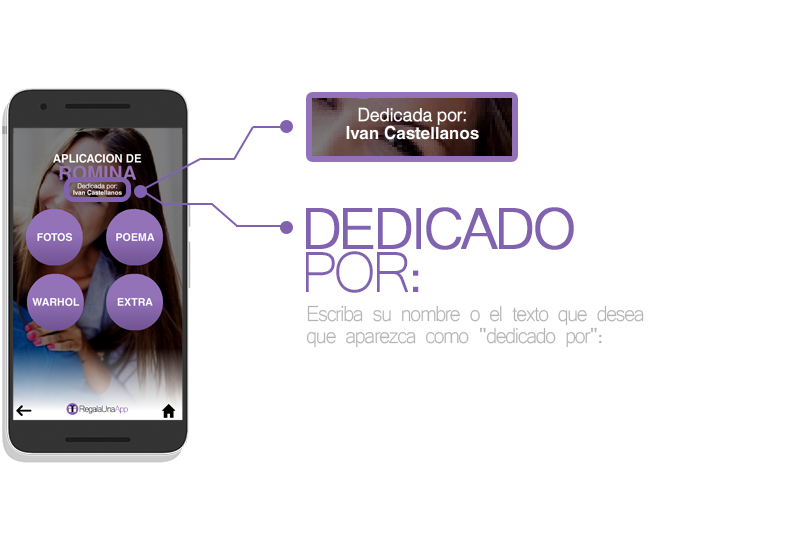 APLICACION DE
ROMINA
Dedicada por:
Ivan Castellanos
FOTOS
POEMA
WARHOL
EXTRA
RegalaUnaApp
Dedicada por:
Ivan Castellanos
DEDICADO
POR:
Escriba su nombre o el texto que desea
que aparezca como "dedicado por":